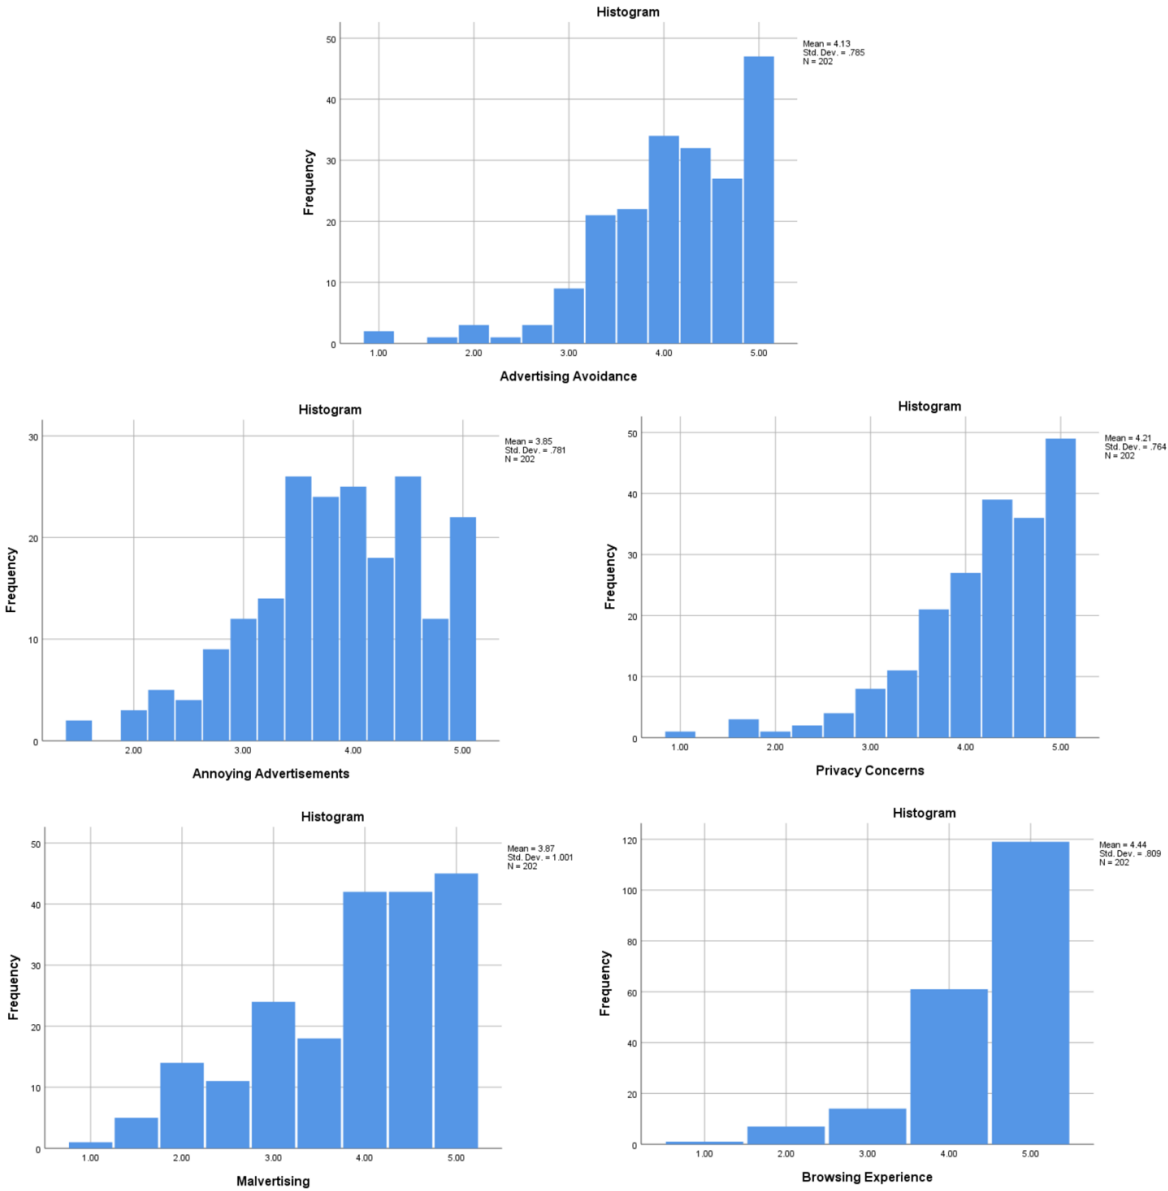 Histogram
Mean = 4.13
Std. Dev. = .785
N = 202
50
40
30
20
10
0
Frequency
1.00 2.00 3.00 4.00 5.00
Advertising Avoidance
Histogram
Mean = 3.85
Std. Dev. = .781
N = 202
30
20
10
0
Frequency
2.00 3.00 4.00 5.00
Annoying Advertisements
Histogram
Mean = 4.21
Std. Dev. = .764
N = 202
50
40
30
20
10
0
Frequency
1.00 2.00 3.00 4.00 5.00
Privacy Concerns
Histogram
Mean = 3.87
Std. Dev. = 1.001
N = 202
50
40
30
20
10
0
Frequency
1.00 2.00 3.00 4.00 5.00
Malvertising
Histogram
Mean = 4.44
Std. Dev. = .809
N = 202
120
100
80
60
40
20
0
Frequency
1.00 2.00 3.00 4.00 5.00
Browsing Experience